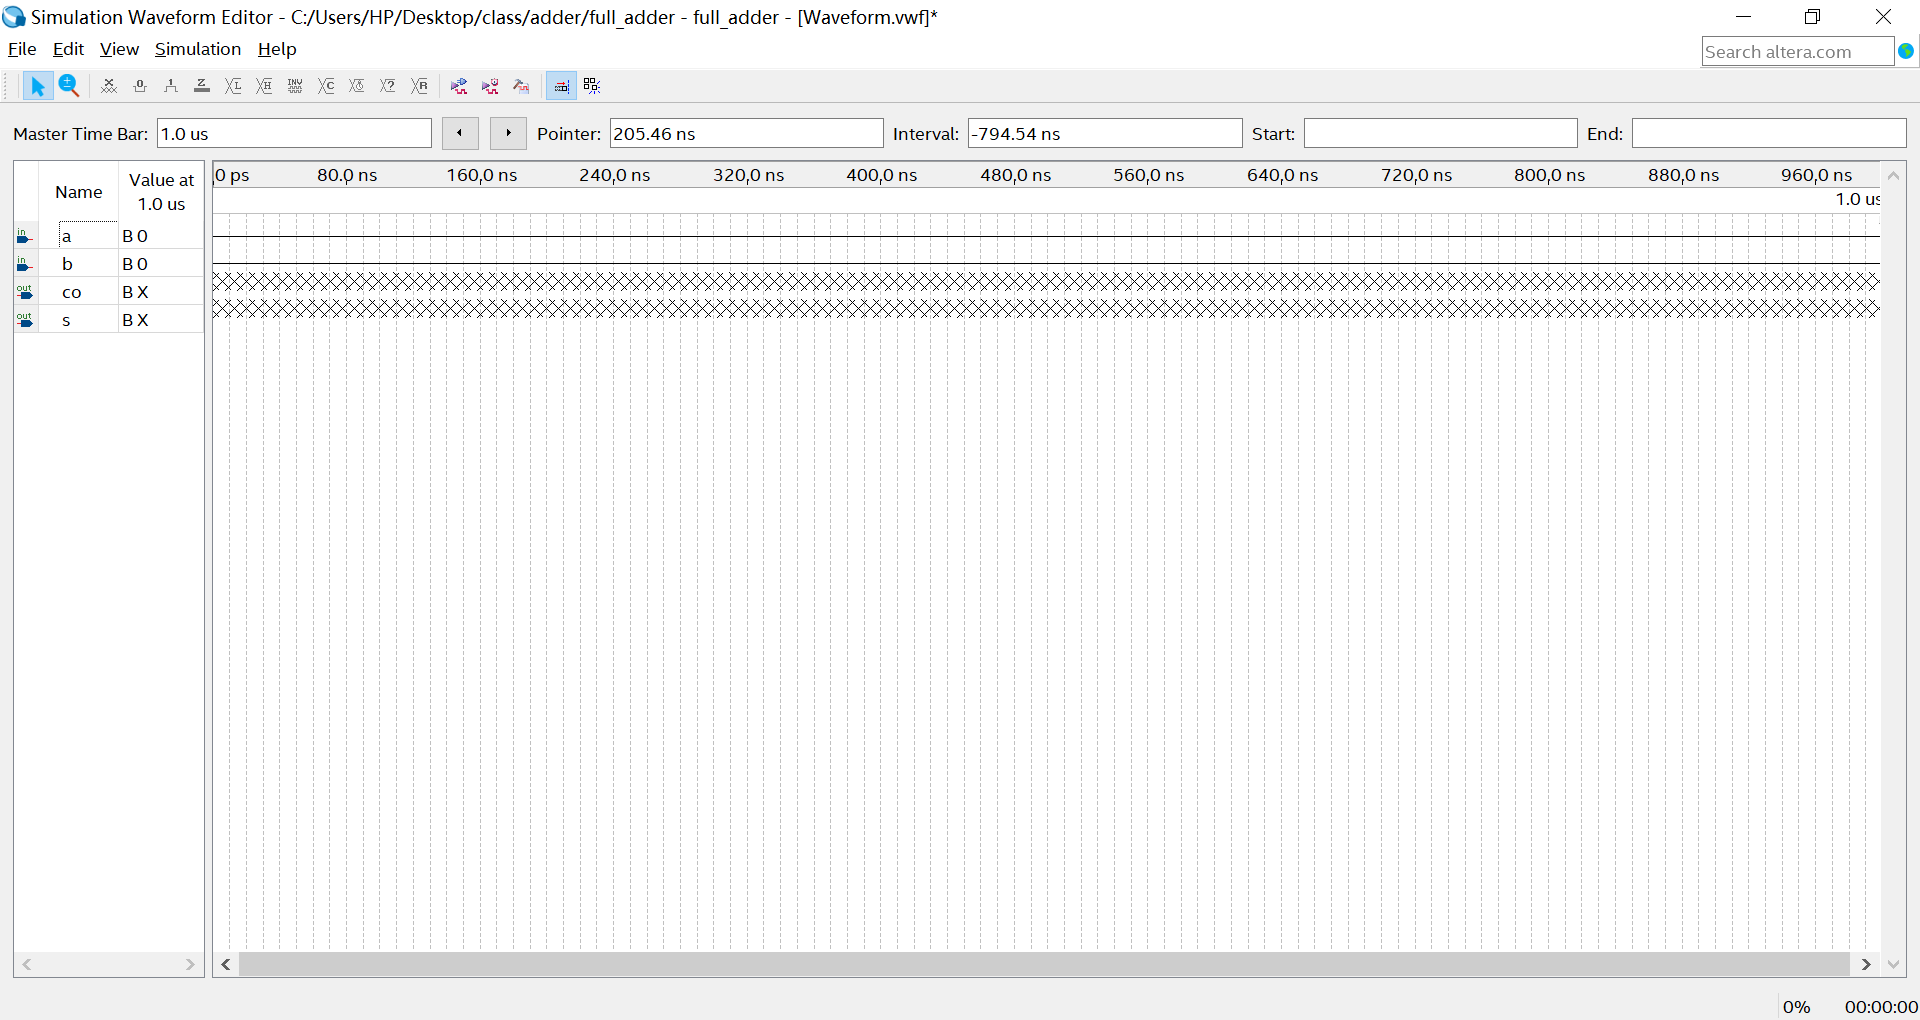 Simulation Waveform Editor - C:/Users/HP/Desktop/class/adder/full_adder - full_adder - [Waveform.vwf]*
File Edit View Simulation Help
Search altera.com
Master Time Bar: 1.0 us Pointer: 205.46 ns Interval: -794.54 ns Start: End:
Name Value at 1.0 us
0 ps 80.0 ns 160.0 ns 240.0 ns 320.0 ns 400.0 ns 480.0 ns 560.0 ns 640.0 ns 720.0 ns 800.0 ns 880.0 ns 960.0 ns
1.0 us
in a B 0
in b B 0
out co B X
out s B X
0% 00:00:00